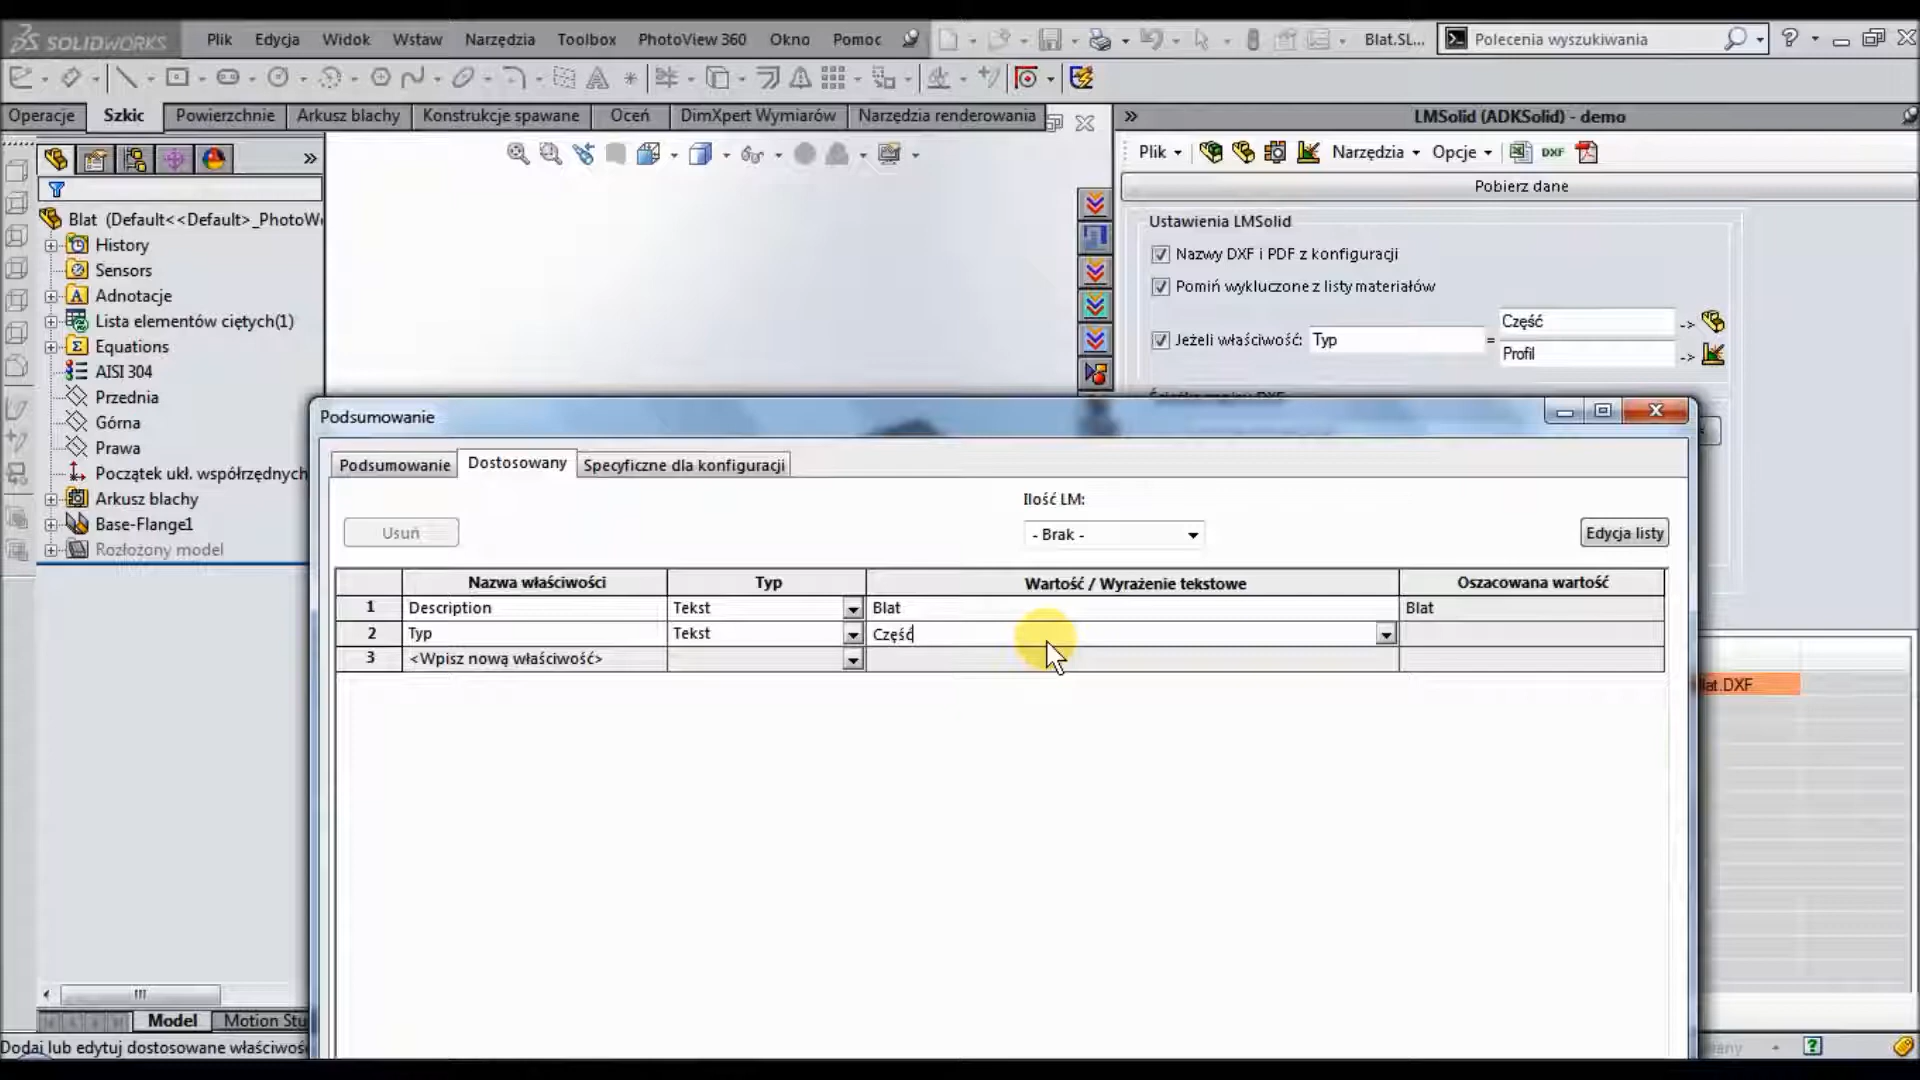 SOLIDWORKS Plik Edycja Widok Wstaw Narzędzia Toolbox PhotoView 360 Okno Pomoc Blat.SL... Polecenia wyszukiwania
Operacje Szkic Powierzchnie Arkusz blachy Konstrukcje spawane Oceń DimXpert Wymiarów Narzędzia renderowania
LMSolid (ADKSolid) - demo
Plik Narzędzia Opcje DXF
Pobierz dane
Ustawienia LMSolid
Nazwy DXF i PDF z konfiguracji
Pomiń wykluczone z listy materiałów
Jeżeli właściwość: Typ = Część ->
Profil ->
Blat (Default<<Default>_PhotoW
History
Sensors
Adnotacje
Lista elementów ciętych(1)
Equations
AISI 304
Przednia
Górna
Prawa
Początek ukł. współrzędnych
Arkusz blachy
Base-Flange1
Rozłożony model
Podsumowanie
Podsumowanie Dostosowany Specyficzne dla konfiguracji
Ilość LM:
Usuń - Brak - Edycja listy
Nazwa właściwości Typ Wartość / Wyrażenie tekstowe Oszacowana wartość
1 Description Tekst Blat Blat
2 Typ Tekst Część
3 <Wpisz nową właściwość>
lat.DXF
Model Motion Stu
Dodaj lub edytuj dostosowane właściwoś